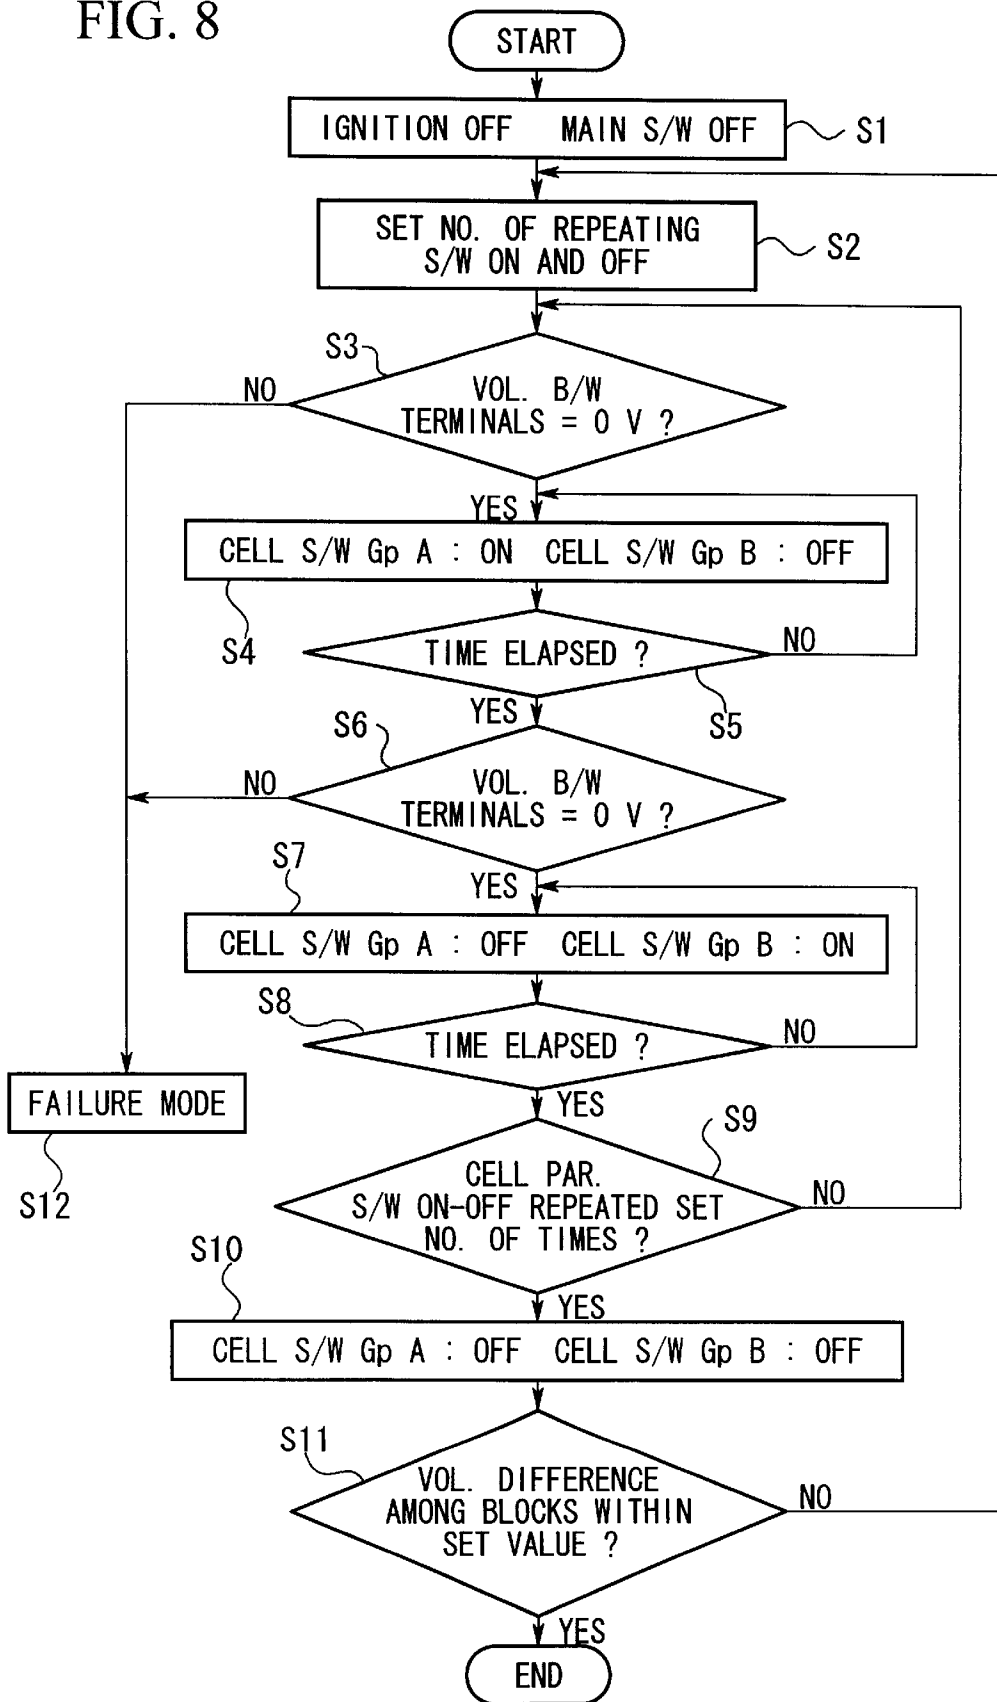 FIG. 8
START
IGNITION OFF MAIN S/W OFF
S1
SET NO. OF REPEATING
S/W ON AND OFF
S2
S3
NO
VOL. B/W
TERMINALS = 0 V ?
YES
CELL S/W Gp A : ON CELL S/W Gp B : OFF
S4
TIME ELAPSED ?
NO
YES
S5
S6
NO
VOL. B/W
TERMINALS = 0 V ?
S7
YES
CELL S/W Gp A : OFF CELL S/W Gp B : ON
S8
TIME ELAPSED ?
NO
YES
FAILURE MODE
S12
S9
CELL PAR.
S/W ON-OFF REPEATED SET
NO. OF TIMES ?
NO
S10
YES
CELL S/W Gp A : OFF CELL S/W Gp B : OFF
S11
VOL. DIFFERENCE
AMONG BLOCKS WITHIN
SET VALUE ?
NO
YES
END